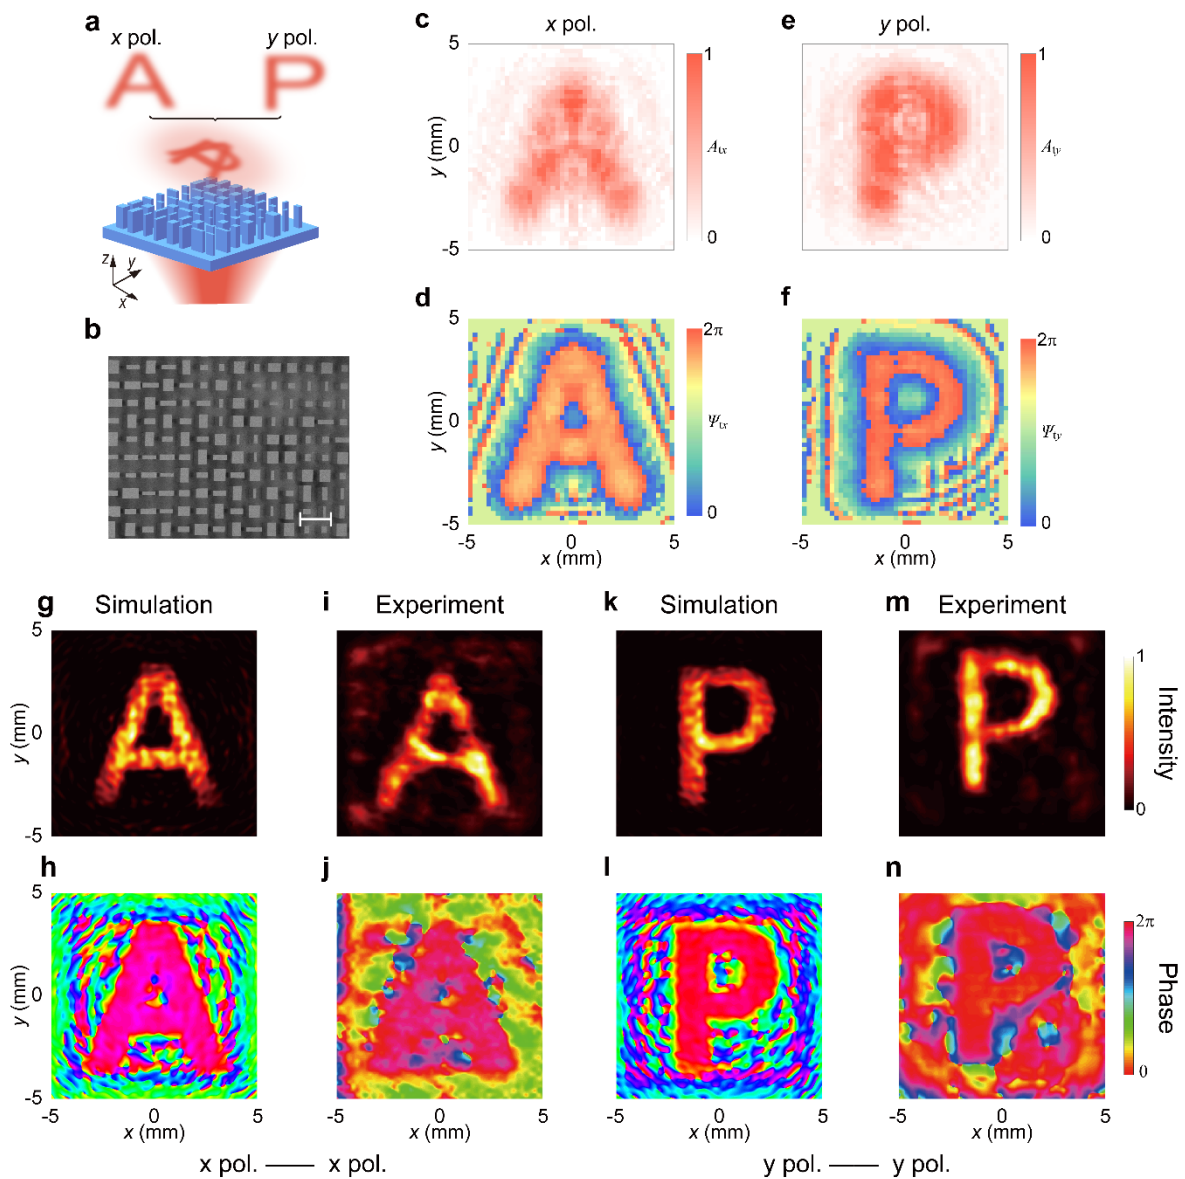 a
x pol.
y pol.
A
P
z
y
x
b
c
x pol.
5
y (mm)
0
-5
1
A_tx
0
e
y pol.
1
A_ty
0
d
5
y (mm)
0
-5
-5
0
5
x (mm)
2π
Ψ_tx
0
f
-5
0
5
x (mm)
2π
Ψ_ty
0
g
Simulation
5
y (mm)
0
-5
A
i
Experiment
A
k
Simulation
P
m
Experiment
P
1
Intensity
0
h
5
y (mm)
0
-5
-5
0
5
x (mm)
A
j
-5
0
5
x (mm)
l
-5
0
5
x (mm)
P
n
-5
0
5
x (mm)
P
2π
Phase
0
x pol. —— x pol.
y pol. —— y pol.